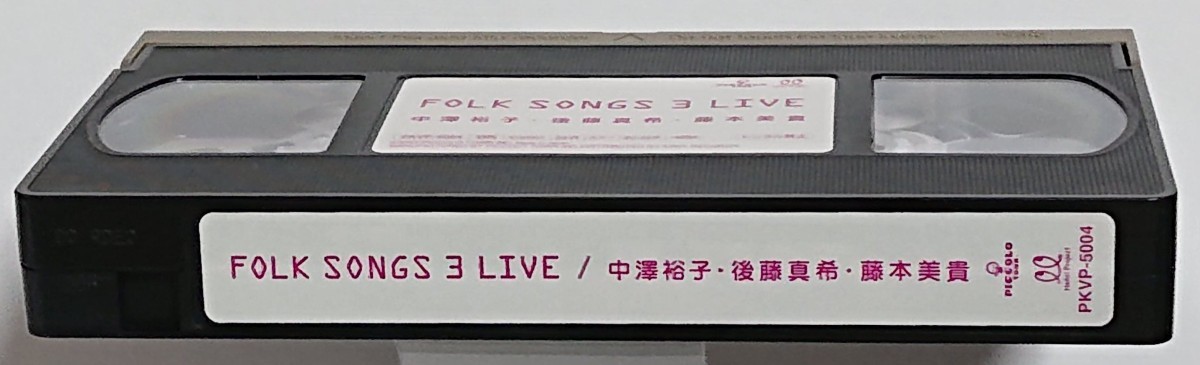 FOLK SONGS 3 LIVE
中澤裕子・後藤真希・藤本美貴
FOLK SONGS 3 LIVE / 中澤裕子・後藤真希・藤本美貴
PICCOLO TOWN
Hello! Project
PKVP-5004